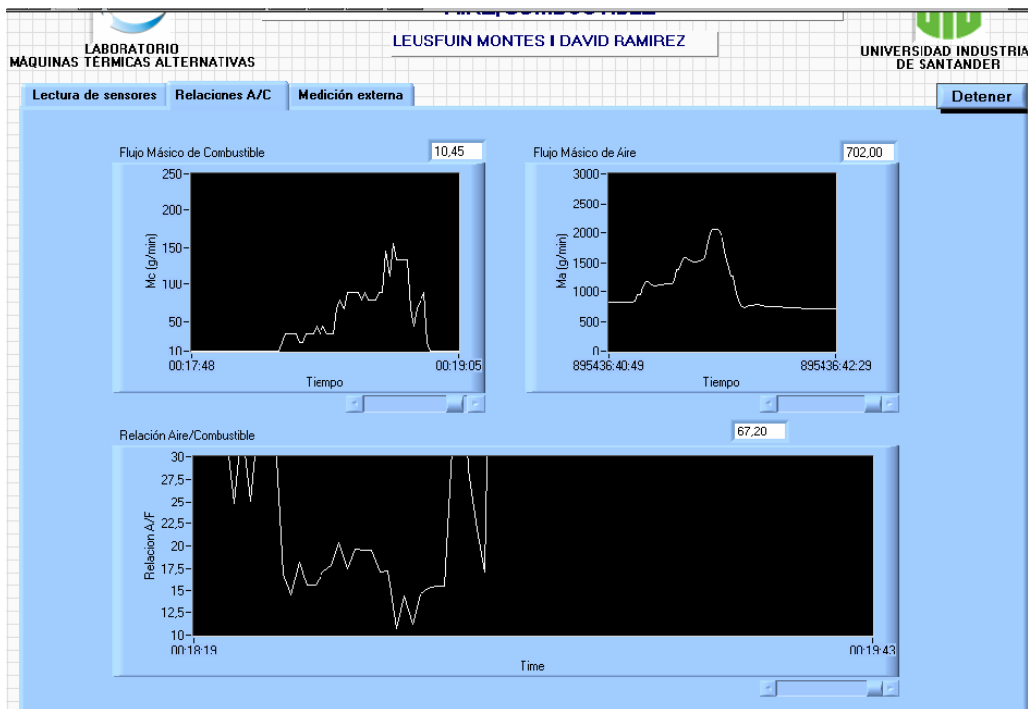 AIRE/COMBUSTIBLE
LEUSFUIN MONTES I DAVID RAMIREZ
LABORATORIO
MÁQUINAS TÉRMICAS ALTERNATIVAS
UNIVERSIDAD INDUSTRIA
DE SANTANDER
Lectura de sensores
Relaciones A/C
Medición externa
Detener
Flujo Másico de Combustible
10,45
250
200
150
100
50
10
Mc (g/min)
00:17:48
00:19:05
Tiempo
Flujo Másico de Aire
702,00
3000
2500
2000
1500
1000
500
0
Ma (g/min)
895436:40:49
895436:42:29
Tiempo
Relación Aire/Combustible
67,20
30
27,5
25
22,5
20
17,5
15
12,5
10
Relacion A/F
00:18:19
00:19:43
Time